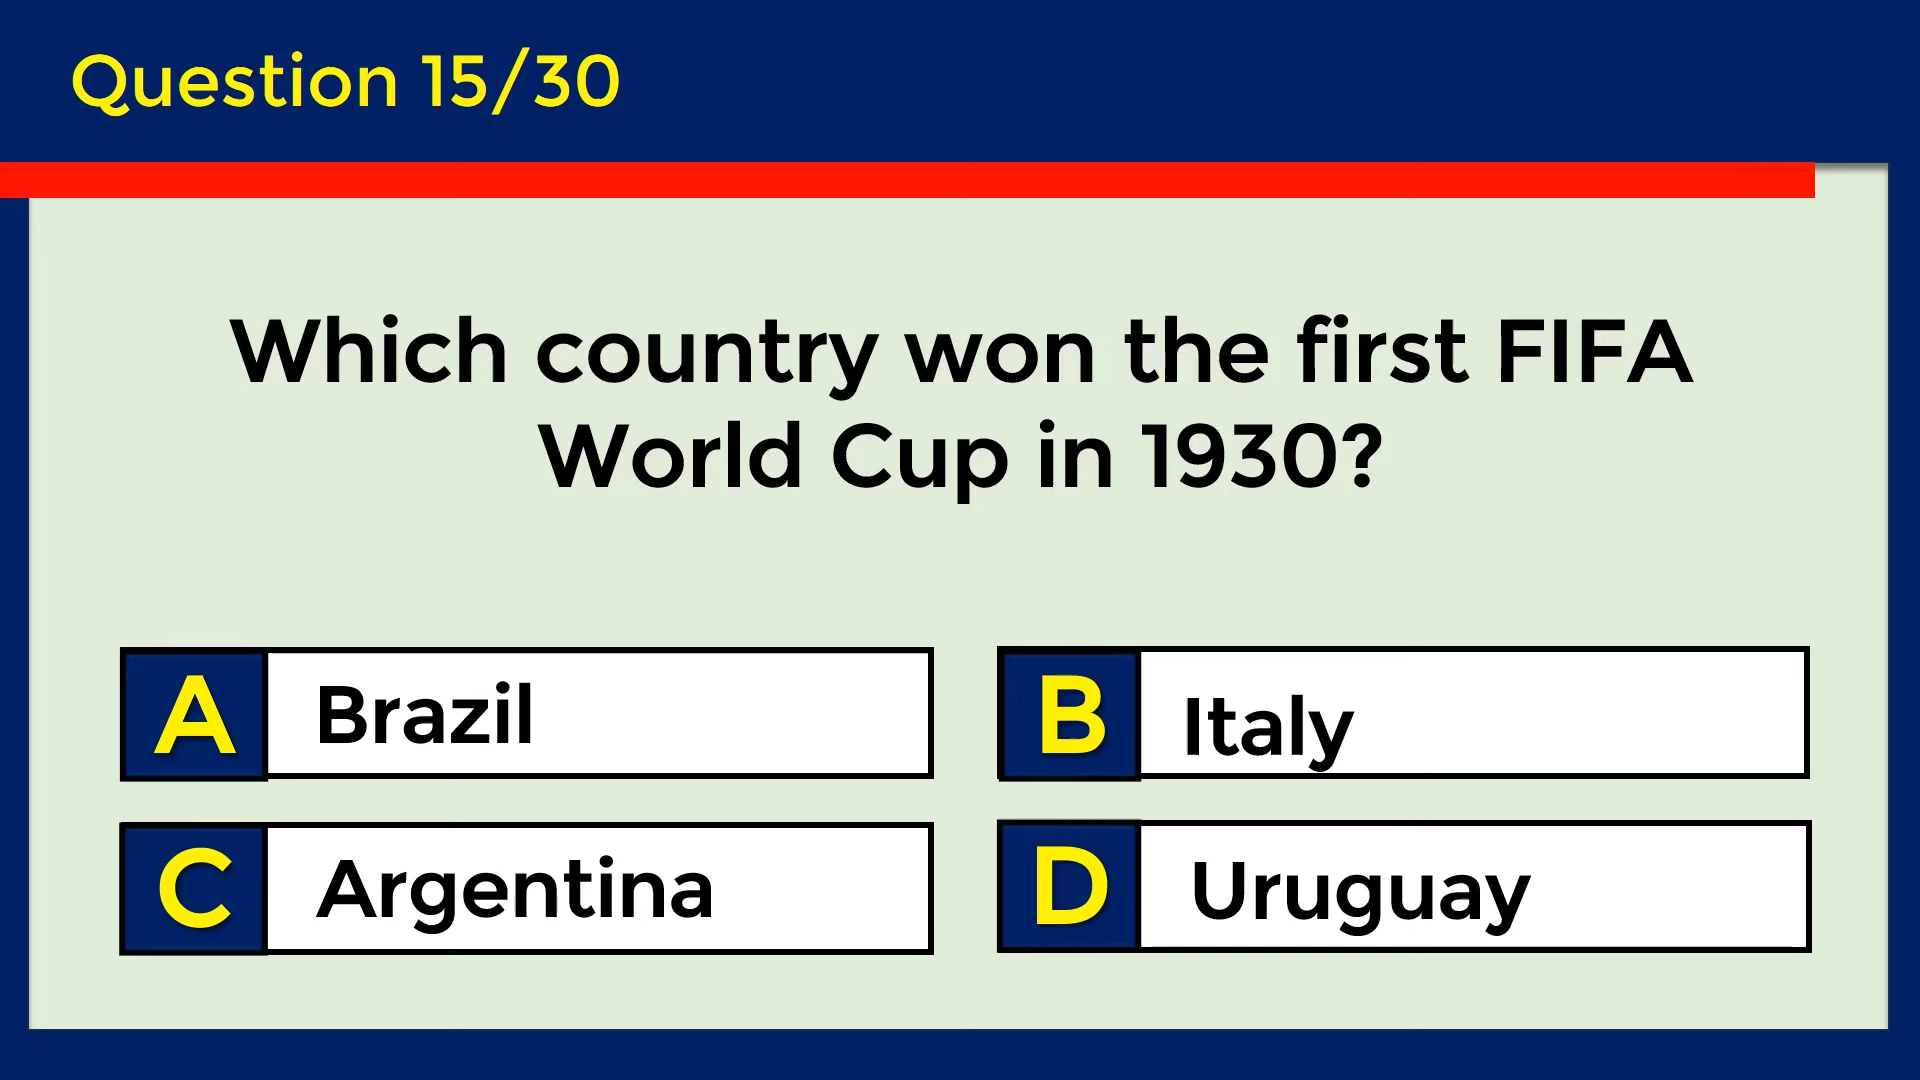 Question 15/30
Which country won the first FIFA
World Cup in 1930?
A Brazil
B Italy
C Argentina
D Uruguay